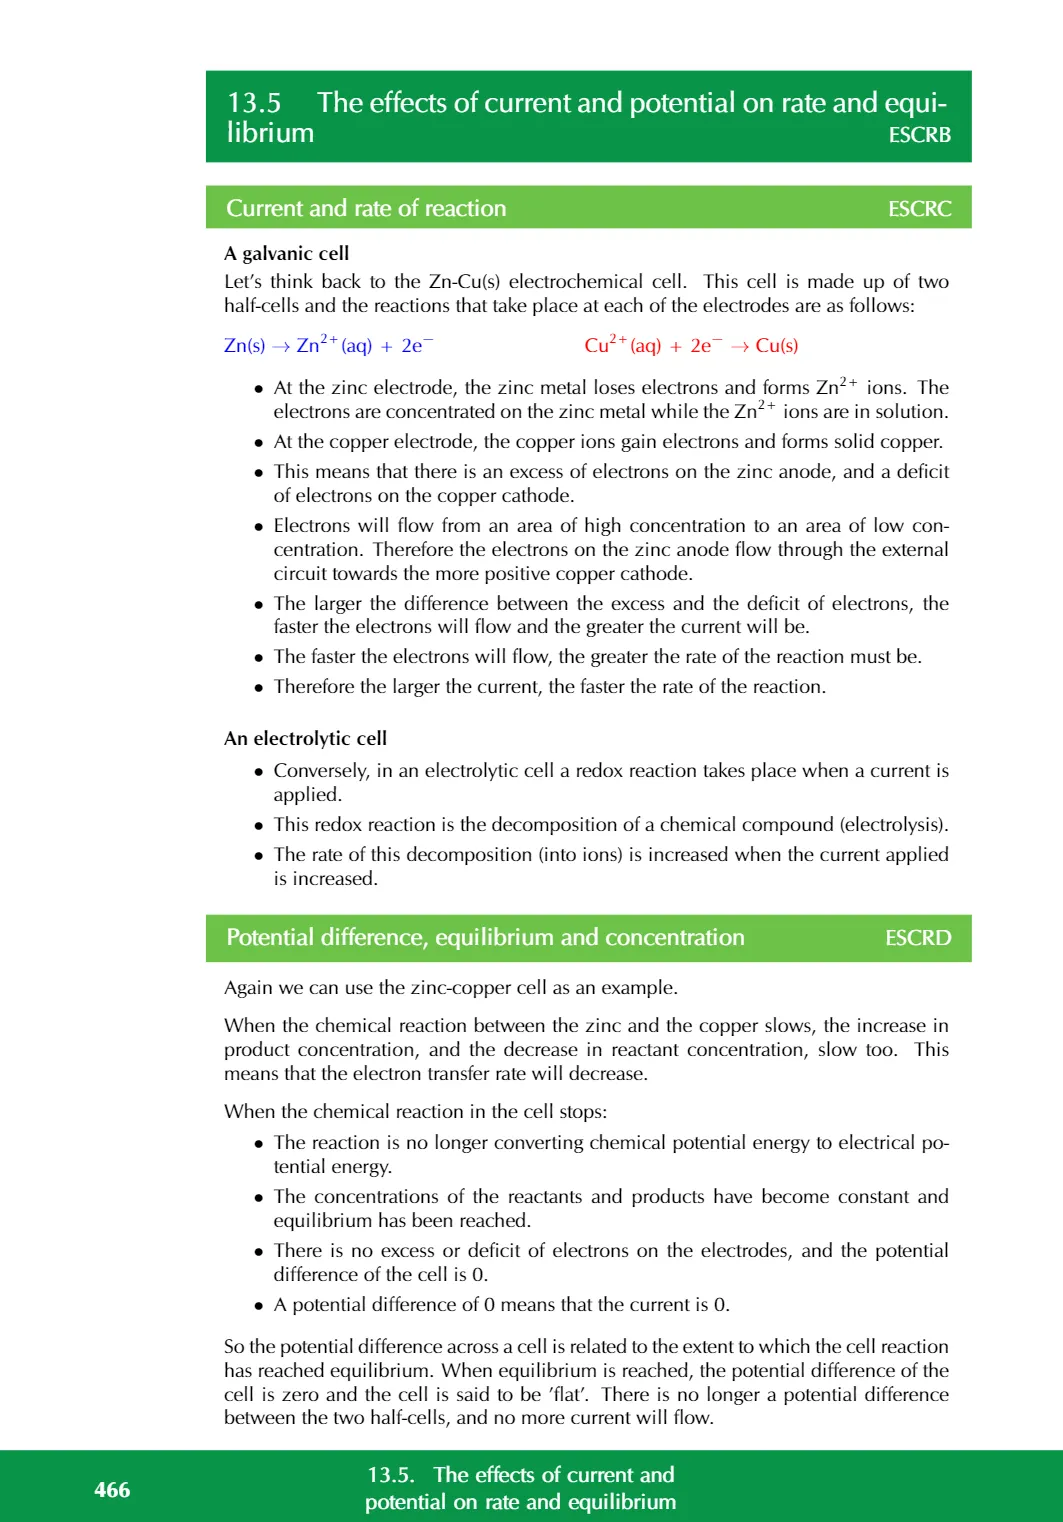 13.5 The effects of current and potential on rate and equi-
librium ESCRB
Current and rate of reaction ESCRC
A galvanic cell
Let’s think back to the Zn-Cu(s) electrochemical cell. This cell is made up of two
half-cells and the reactions that take place at each of the electrodes are as follows:
Zn(s) → Zn²⁺(aq) + 2e⁻ Cu²⁺(aq) + 2e⁻ → Cu(s)
• At the zinc electrode, the zinc metal loses electrons and forms Zn²⁺ ions. The
electrons are concentrated on the zinc metal while the Zn²⁺ ions are in solution.
• At the copper electrode, the copper ions gain electrons and forms solid copper.
• This means that there is an excess of electrons on the zinc anode, and a deficit
of electrons on the copper cathode.
• Electrons will flow from an area of high concentration to an area of low con-
centration. Therefore the electrons on the zinc anode flow through the external
circuit towards the more positive copper cathode.
• The larger the difference between the excess and the deficit of electrons, the
faster the electrons will flow and the greater the current will be.
• The faster the electrons will flow, the greater the rate of the reaction must be.
• Therefore the larger the current, the faster the rate of the reaction.
An electrolytic cell
• Conversely, in an electrolytic cell a redox reaction takes place when a current is
applied.
• This redox reaction is the decomposition of a chemical compound (electrolysis).
• The rate of this decomposition (into ions) is increased when the current applied
is increased.
Potential difference, equilibrium and concentration ESCRD
Again we can use the zinc-copper cell as an example.
When the chemical reaction between the zinc and the copper slows, the increase in
product concentration, and the decrease in reactant concentration, slow too. This
means that the electron transfer rate will decrease.
When the chemical reaction in the cell stops:
• The reaction is no longer converting chemical potential energy to electrical po-
tential energy.
• The concentrations of the reactants and products have become constant and
equilibrium has been reached.
• There is no excess or deficit of electrons on the electrodes, and the potential
difference of the cell is 0.
• A potential difference of 0 means that the current is 0.
So the potential difference across a cell is related to the extent to which the cell reaction
has reached equilibrium. When equilibrium is reached, the potential difference of the
cell is zero and the cell is said to be ’flat’. There is no longer a potential difference
between the two half-cells, and no more current will flow.
466
13.5. The effects of current and
potential on rate and equilibrium